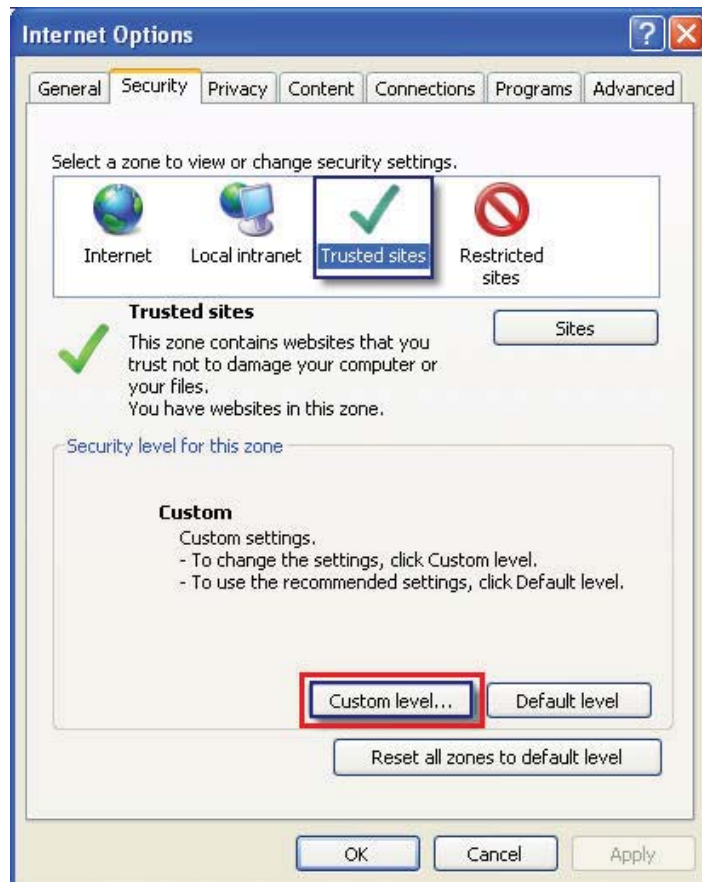 Internet Options
General Security Privacy Content Connections Programs Advanced
Select a zone to view or change security settings.
Internet Local intranet Trusted sites Restricted sites
Trusted sites
Sites
This zone contains websites that you
trust not to damage your computer or
your files.
You have websites in this zone.
Security level for this zone
Custom
Custom settings.
- To change the settings, click Custom level.
- To use the recommended settings, click Default level.
Custom level... Default level
Reset all zones to default level
OK Cancel Apply